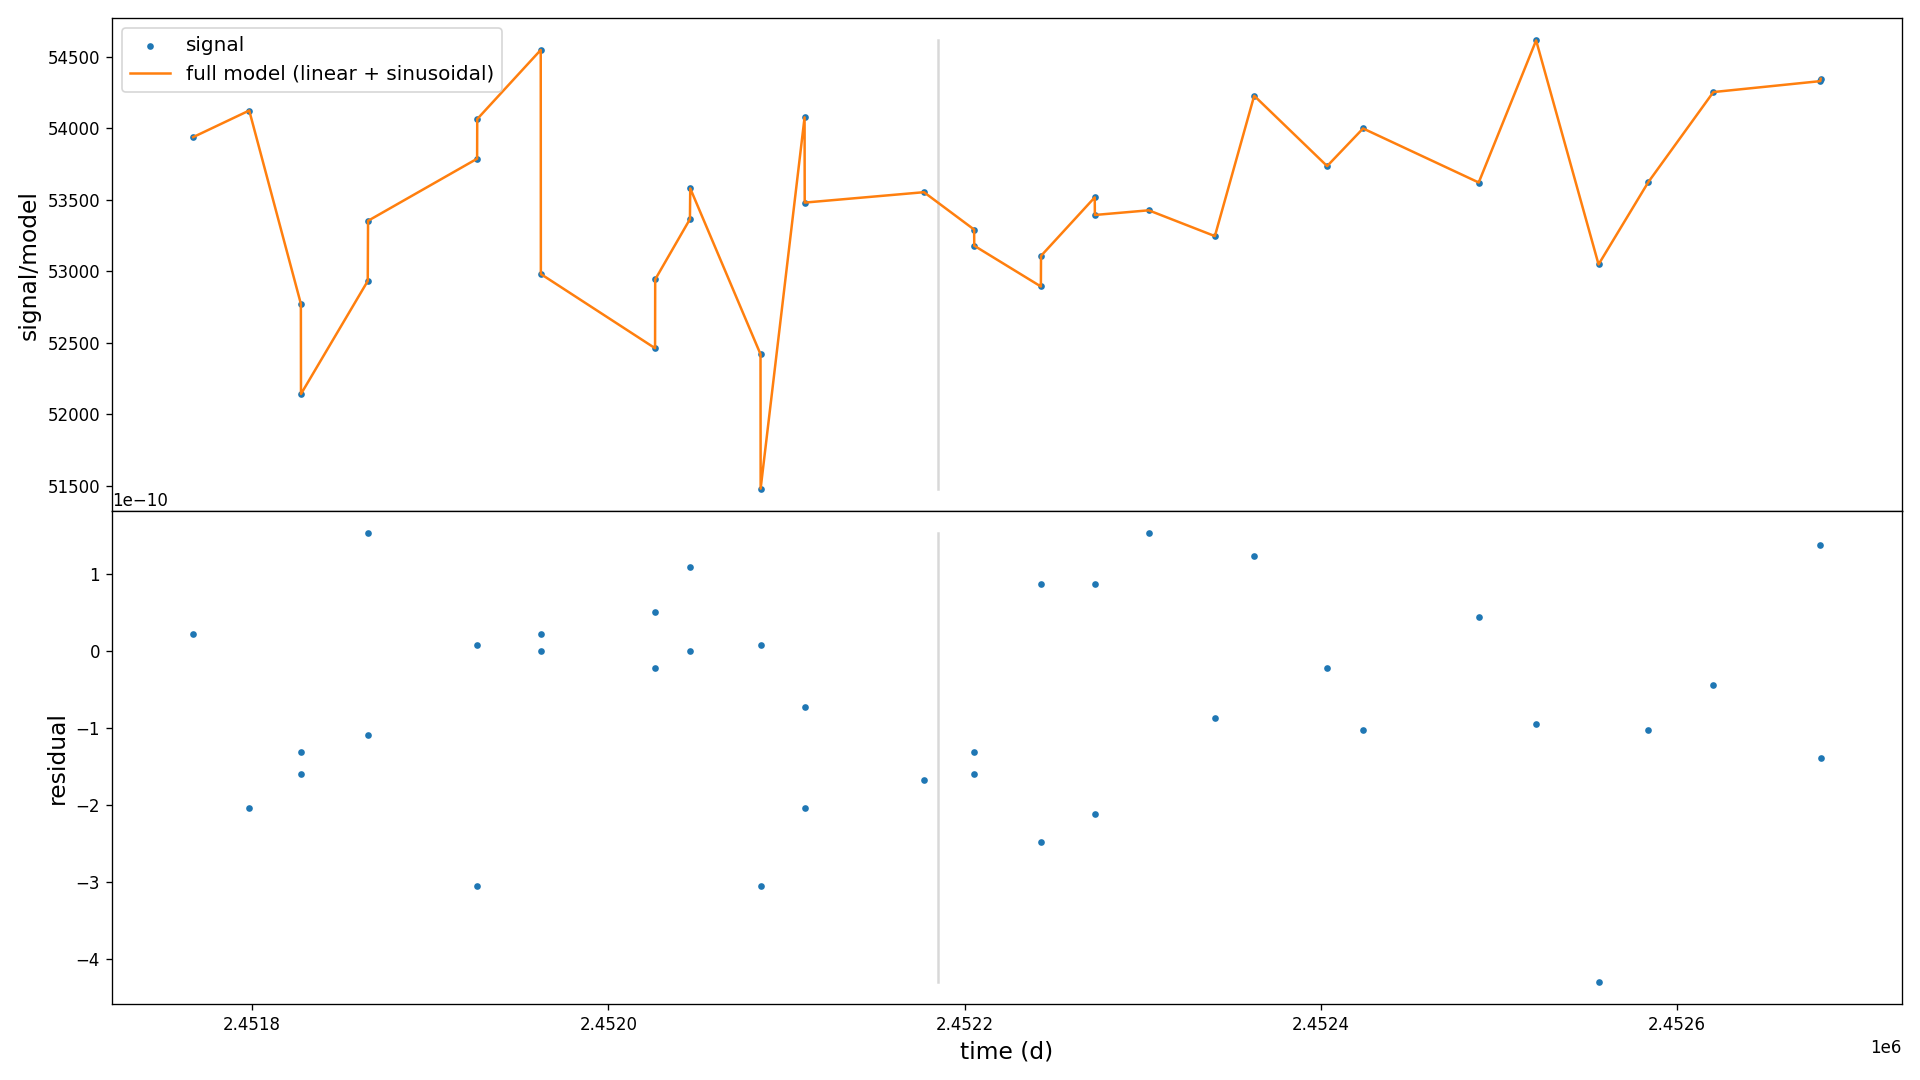 signal
full model (linear + sinusoidal)
54500
54000
53500
53000
52500
52000
51500
signal/model
1e−10
1
0
−1
−2
−3
−4
residual
2.4518
2.4520
2.4522
2.4524
2.4526
time (d)
1e6